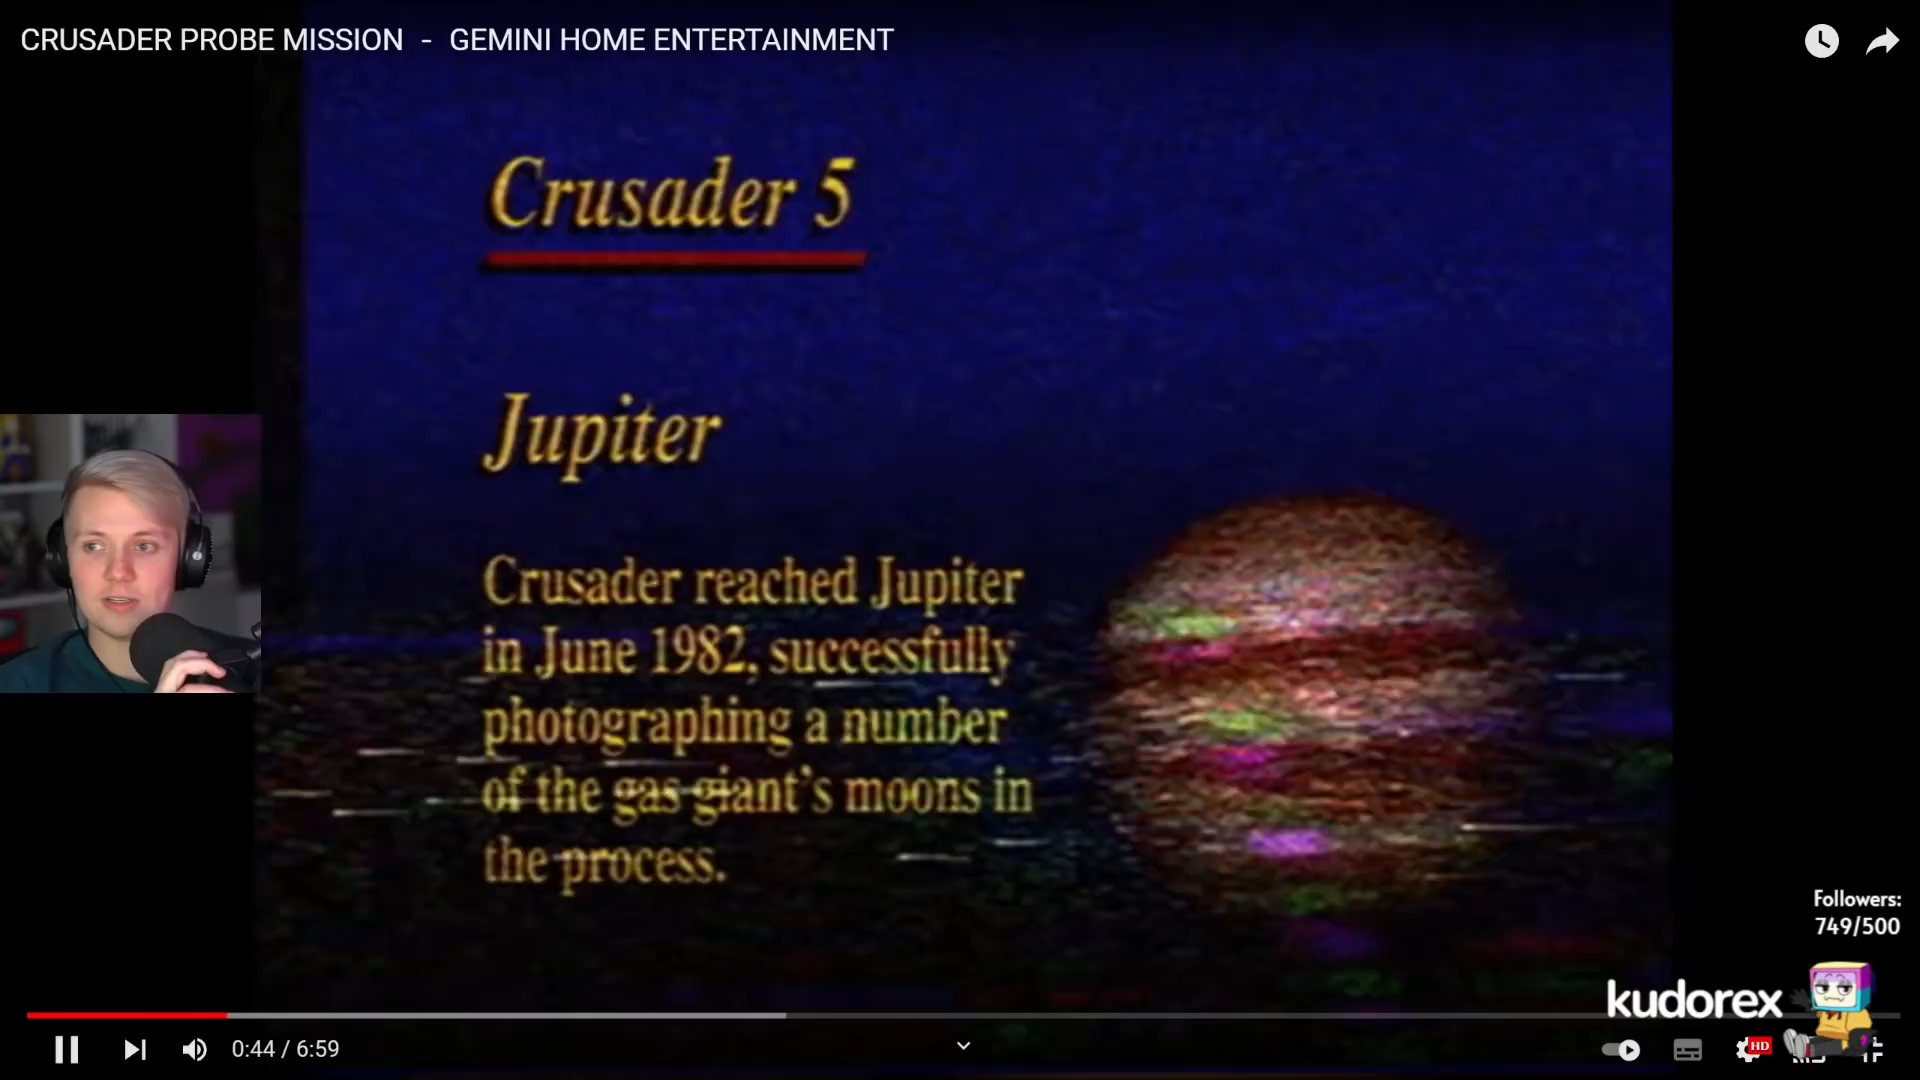 CRUSADER PROBE MISSION - GEMINI HOME ENTERTAINMENT
Crusader 5
Jupiter
Crusader reached Jupiter
in June 1982, successfully
photographing a number
of the gas giant's moons in
the process.
Followers:
749/500
kudorex
0:44 / 6:59
HD